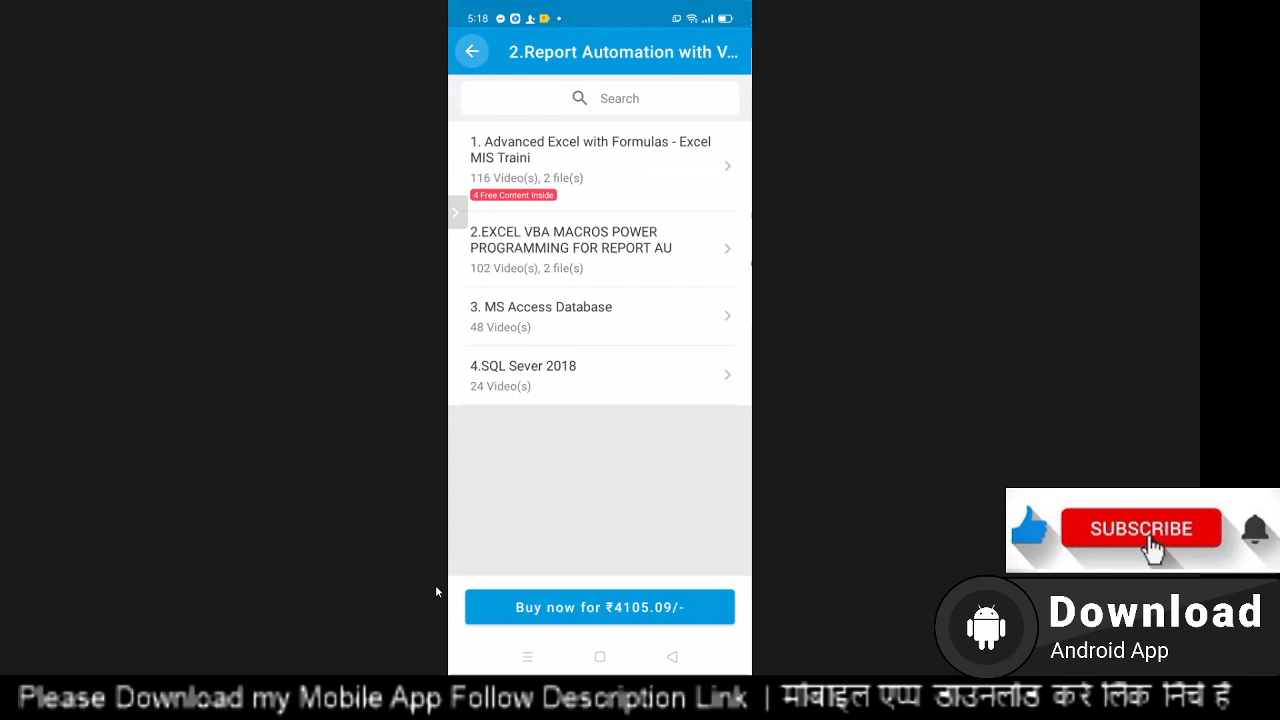 5:18
2.Report Automation with V...
Search
1. Advanced Excel with Formulas - Excel
MIS Traini
116 Video(s), 2 file(s)
4 Free Content Inside
2.EXCEL VBA MACROS POWER
PROGRAMMING FOR REPORT AU
102 Video(s), 2 file(s)
3. MS Access Database
48 Video(s)
4.SQL Sever 2018
24 Video(s)
SUBSCRIBE
Buy now for ₹4105.09/-
Download
Android App
Please Download my Mobile App Follow Description Link | मोबाइल एप्प डाउनलोड करे लिंक निचे है